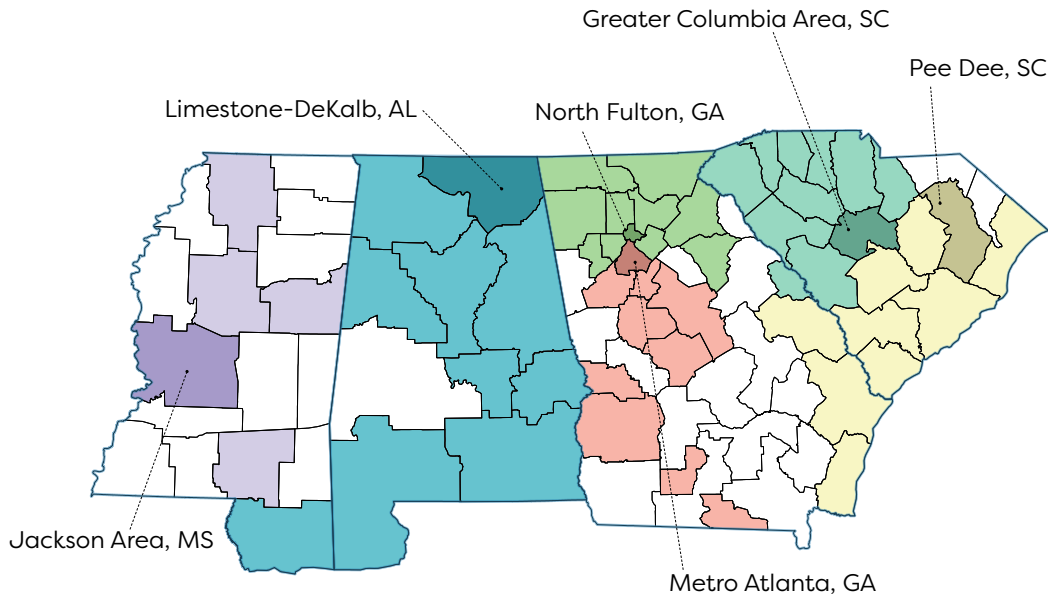 Greater Columbia Area, SC
Pee Dee, SC
Limestone-DeKalb, AL
North Fulton, GA
Jackson Area, MS
Metro Atlanta, GA